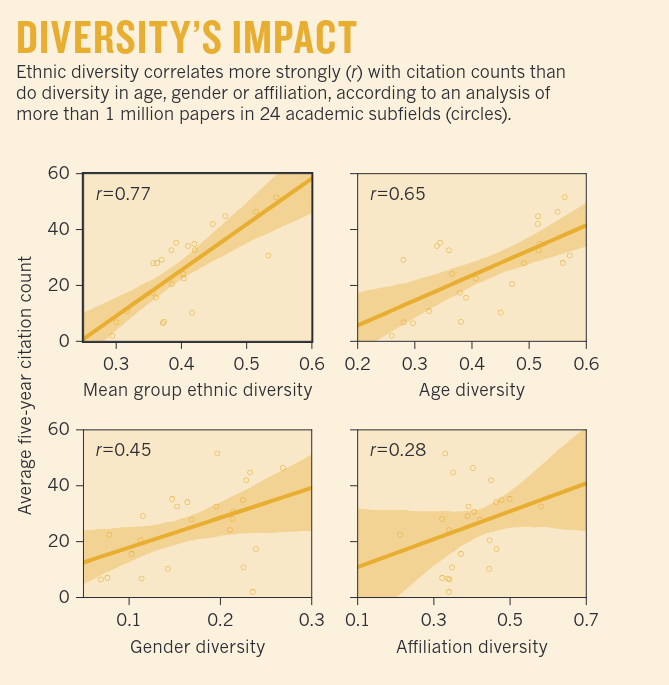 DIVERSITY’S IMPACT
Ethnic diversity correlates more strongly (r) with citation counts than
do diversity in age, gender or affiliation, according to an analysis of
more than 1 million papers in 24 academic subfields (circles).
Average five-year citation count
60
40
20
0
r=0.77
0.3 0.4 0.5 0.6
Mean group ethnic diversity
r=0.65
0.2 0.3 0.4 0.5 0.6
Age diversity
60
40
20
0
r=0.45
0.1 0.2 0.3
Gender diversity
r=0.28
0.1 0.3 0.5 0.7
Affiliation diversity